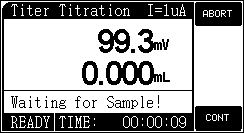 Titer Titration I=1uA
ABORT
99.3mV
0.000mL
Waiting for Sample!
READY TIME: 00:00:09
CONT